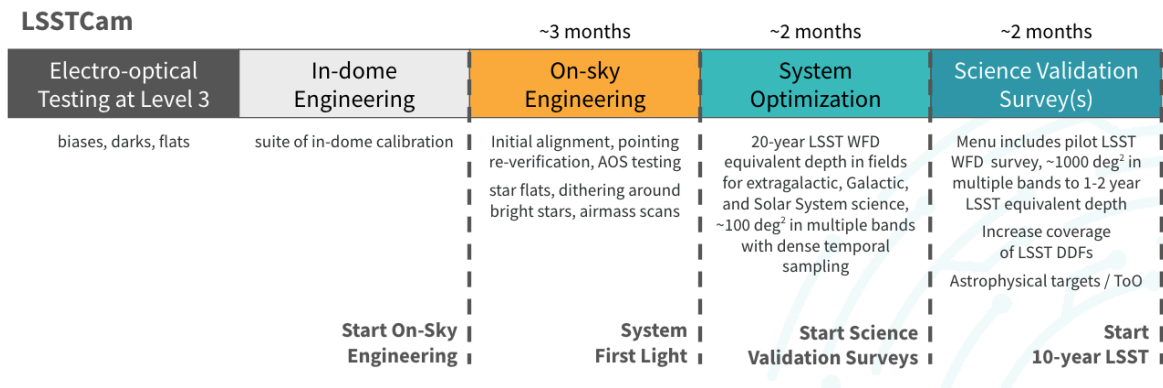 LSSTCam
~3 months
~2 months
~2 months
Electro-optical
Testing at Level 3
In-dome
Engineering
On-sky
Engineering
System
Optimization
Science Validation
Survey(s)
biases, darks, flats
suite of in-dome calibration
Initial alignment, pointing
re-verification, AOS testing
star flats, dithering around
bright stars, airmass scans
20-year LSST WFD
equivalent depth in fields
for extragalactic, Galactic,
and Solar System science,
~100 deg² in multiple bands
with dense temporal
sampling
Menu includes pilot LSST
WFD survey, ~1000 deg² in
multiple bands to 1-2 year
LSST equivalent depth
Increase coverage
of LSST DDFs
Astrophysical targets / ToO
Start On-Sky
Engineering
System
First Light
Start Science
Validation Surveys
Start
10-year LSST